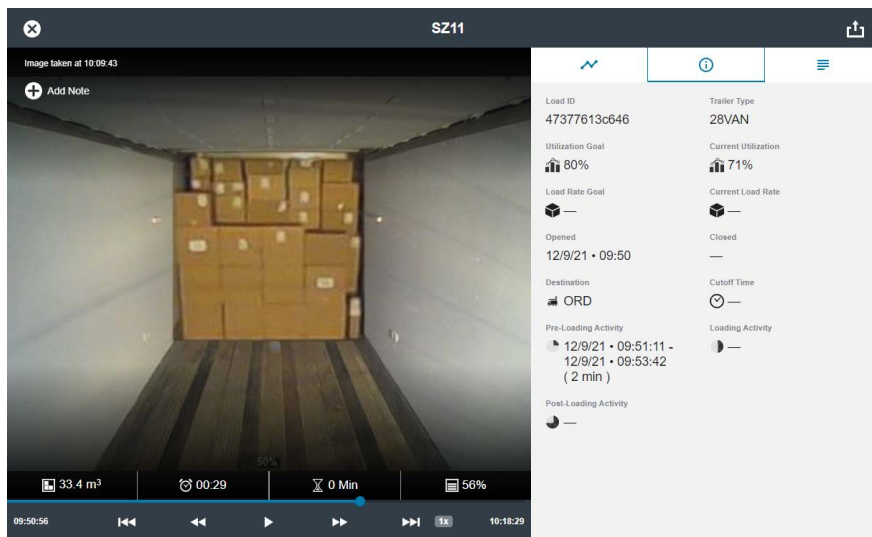 SZ11
Image taken at 10:09:43
Add Note
50%
33.4 m³
00:29
0 Min
56%
09:50:56
1x
10:18:29
Load ID
Trailer Type
47377613c646
28VAN
Utilization Goal
Current Utilization
80%
71%
Load Rate Goal
Current Load Rate
—
—
Opened
Closed
12/9/21 • 09:50
—
Destination
Cutoff Time
ORD
—
Pre-Loading Activity
Loading Activity
12/9/21 • 09:51:11 -
—
12/9/21 • 09:53:42
( 2 min )
Post-Loading Activity
—